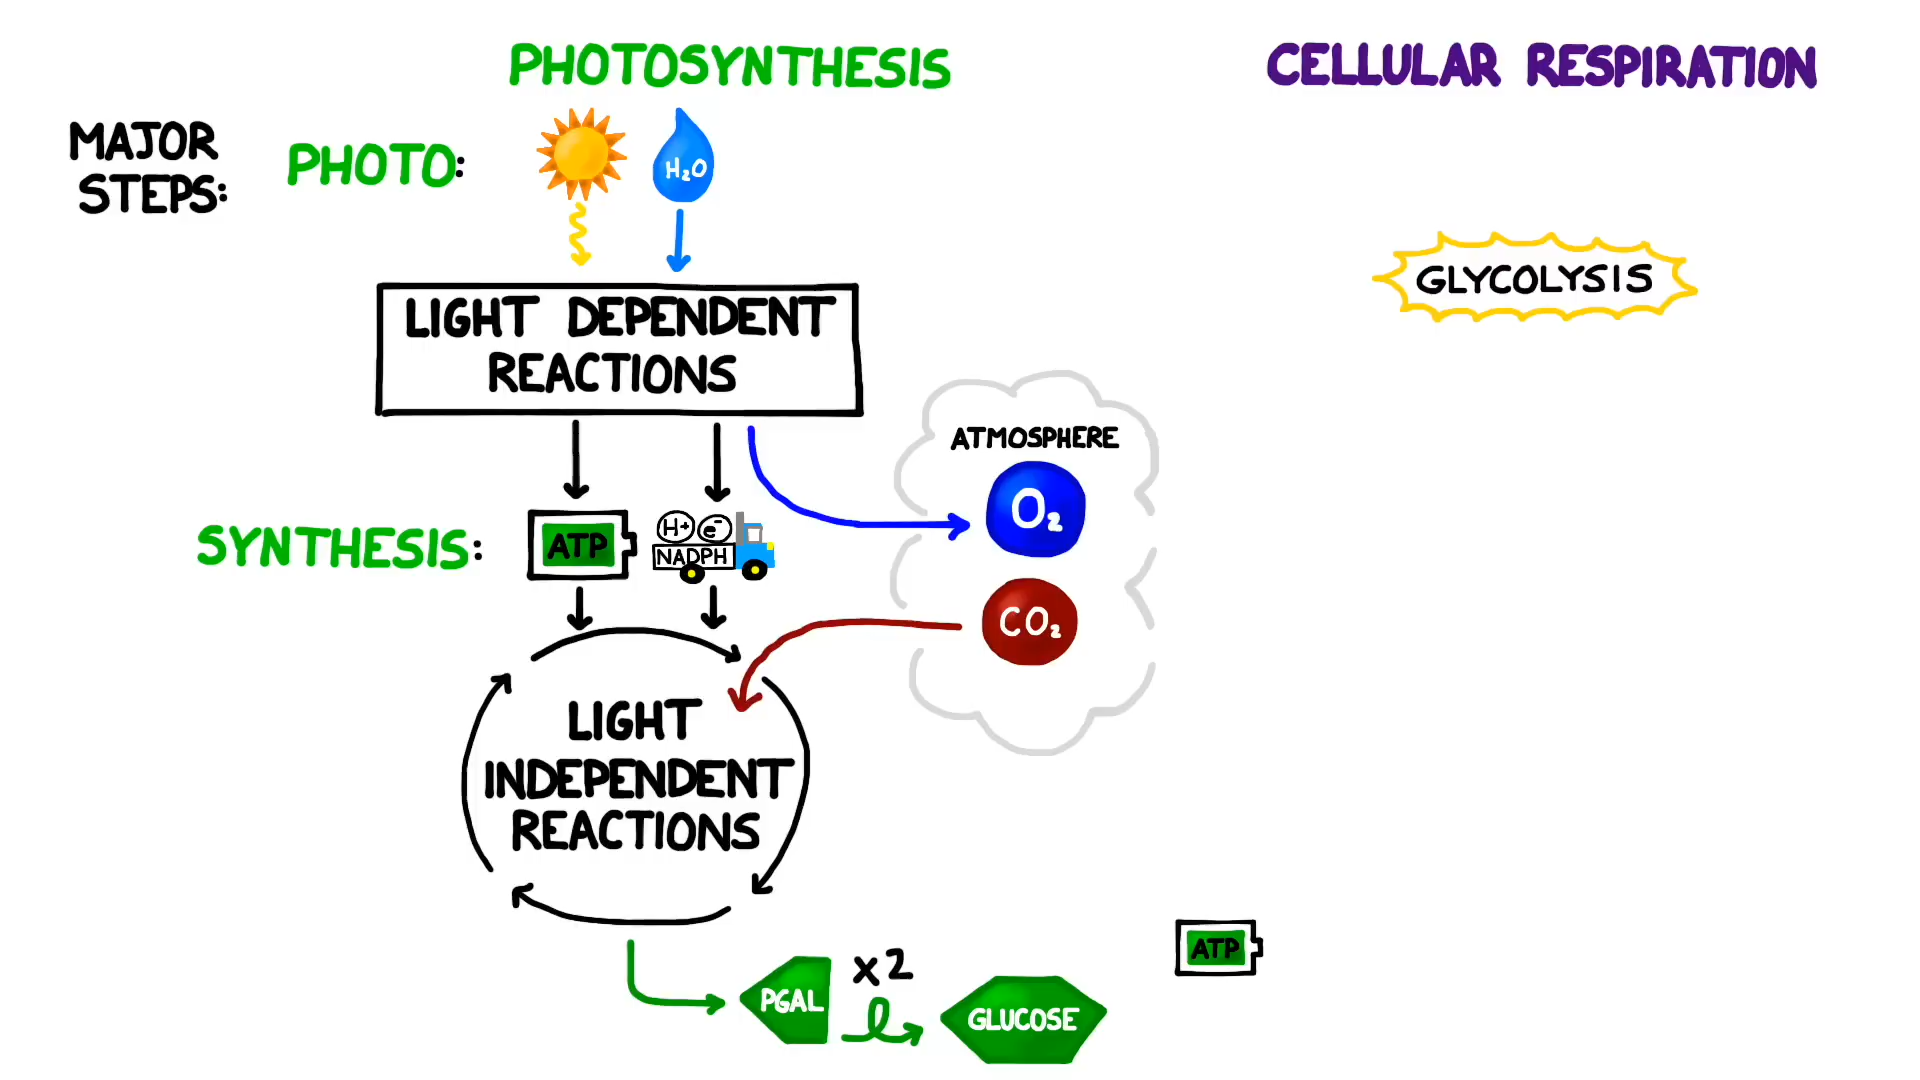 PHOTOSYNTHESIS
CELLULAR RESPIRATION
MAJOR
STEPS:
PHOTO:
H₂O
GLYCOLYSIS
LIGHT DEPENDENT
REACTIONS
ATMOSPHERE
O₂
SYNTHESIS:
ATP
H+ e⁻
NADPH
CO₂
LIGHT
INDEPENDENT
REACTIONS
ATP
x2
PGAL
GLUCOSE